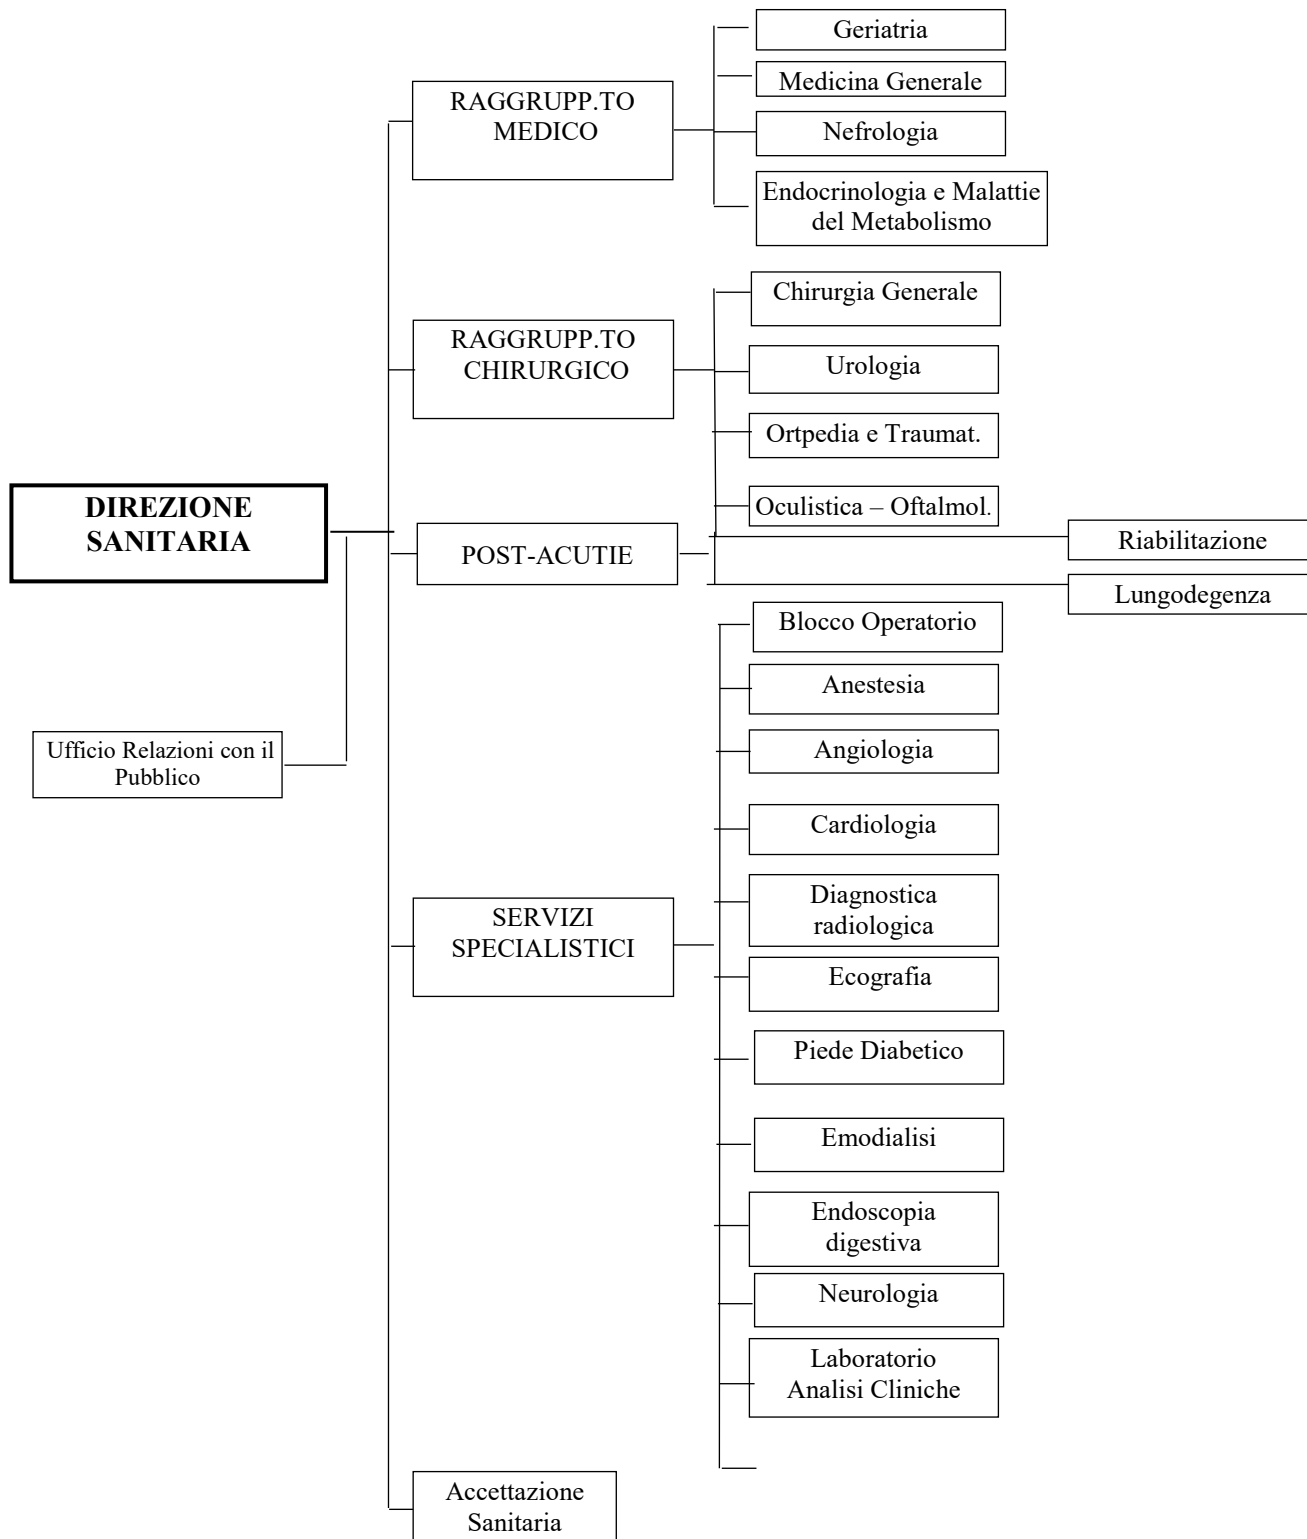 Geriatria
Medicina Generale
RAGGRUPP.TO
MEDICO
Nefrologia
Endocrinologia e Malattie
del Metabolismo
Chirurgia Generale
RAGGRUPP.TO
CHIRURGICO
Urologia
Ortpedia e Traumat.
Oculistica – Oftalmol.
DIREZIONE
SANITARIA
POST-ACUTIE
Riabilitazione
Lungodegenza
Blocco Operatorio
Anestesia
Angiologia
Ufficio Relazioni con il
Pubblico
Cardiologia
Diagnostica
radiologica
SERVIZI
SPECIALISTICI
Ecografia
Piede Diabetico
Emodialisi
Endoscopia
digestiva
Neurologia
Laboratorio
Analisi Cliniche
Accettazione
Sanitaria